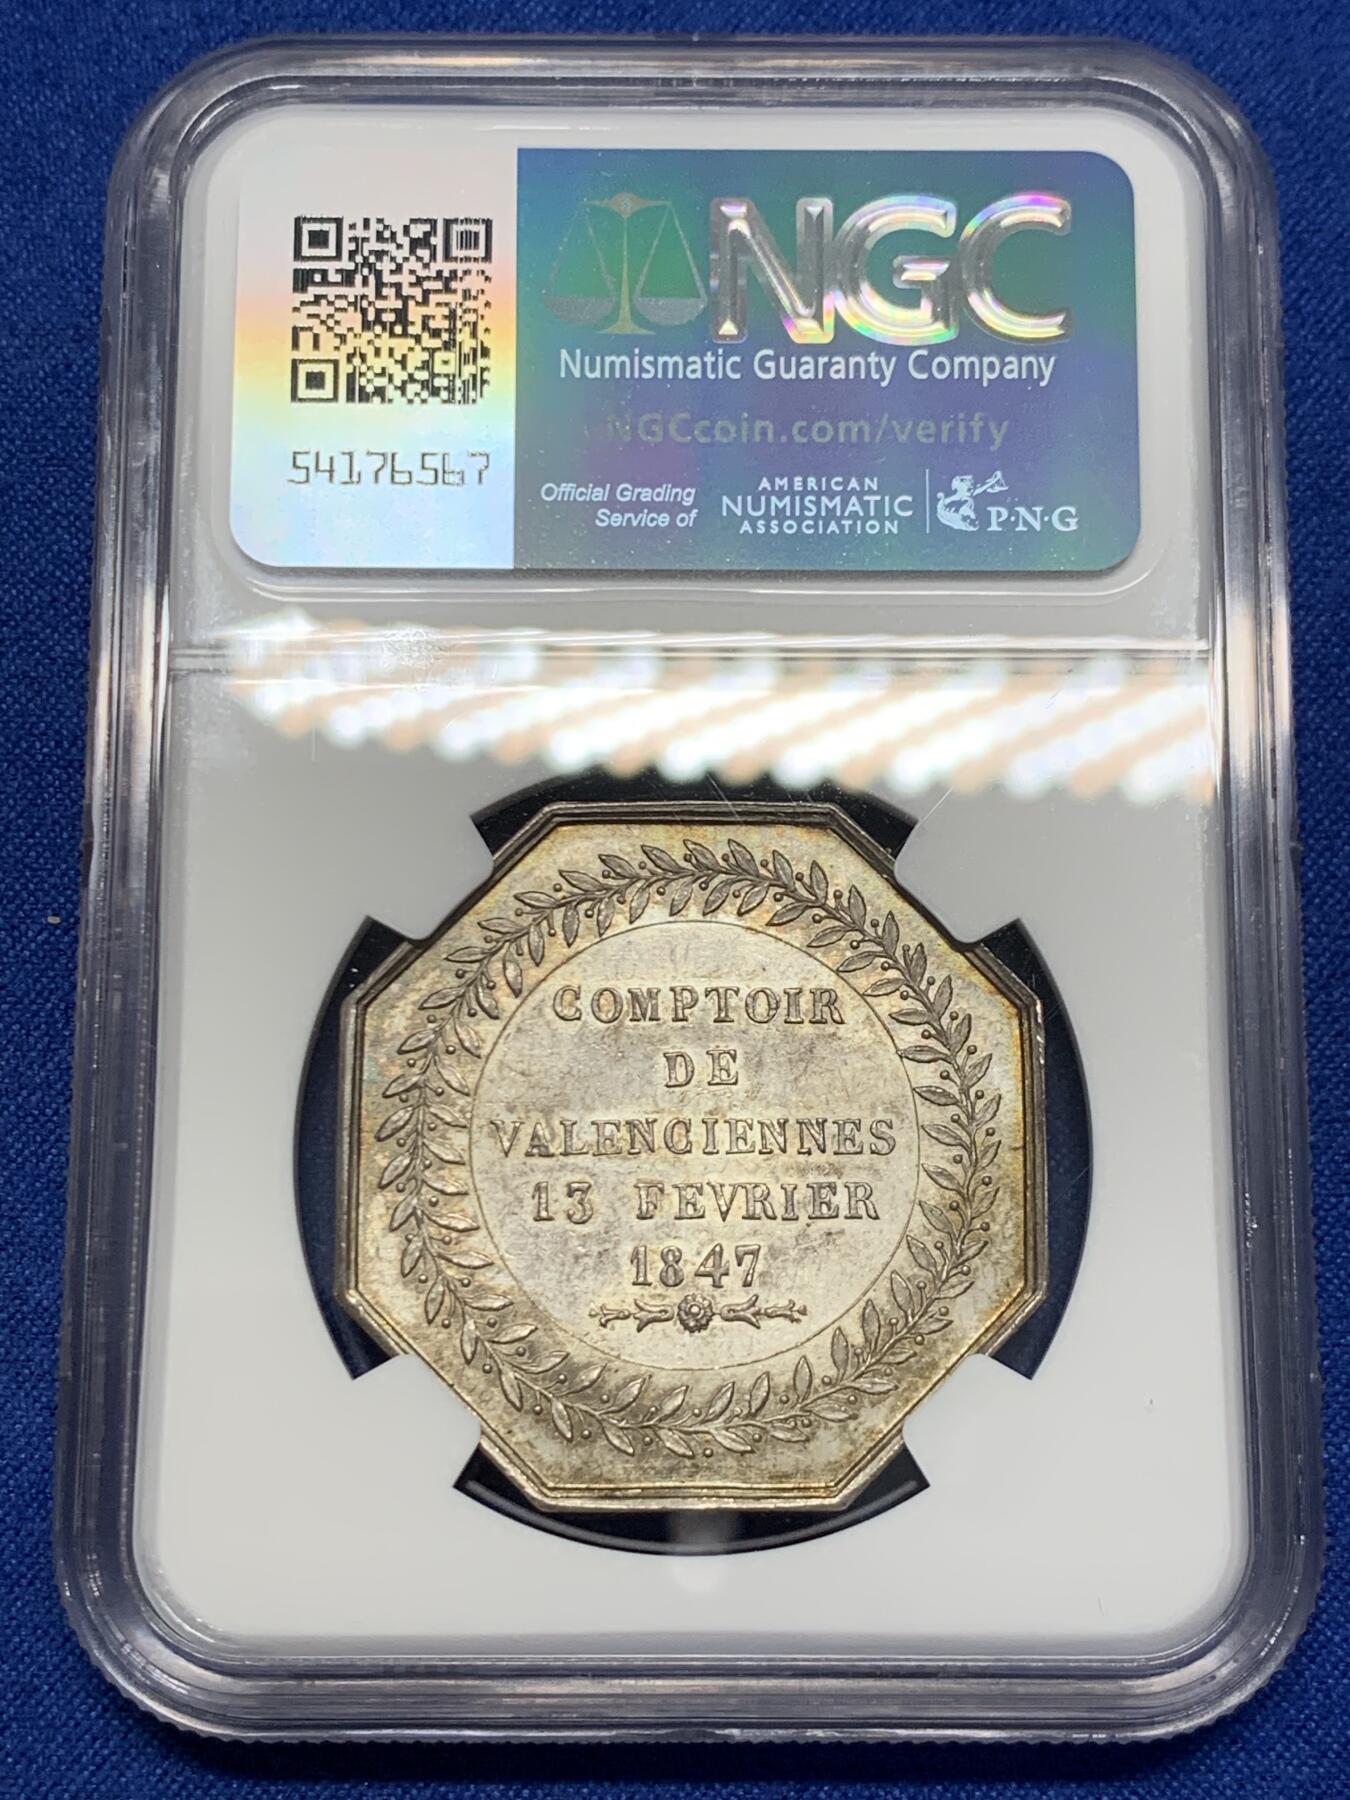 NGC
Numismatic Guaranty Company
NGCcoin.com/verify
54176567
Official Grading
Service of
AMERICAN
NUMISMATIC
ASSOCIATION
P·N·G
COMPTOIR
DE
VALENCIENNES
13 FEVRIER
1847